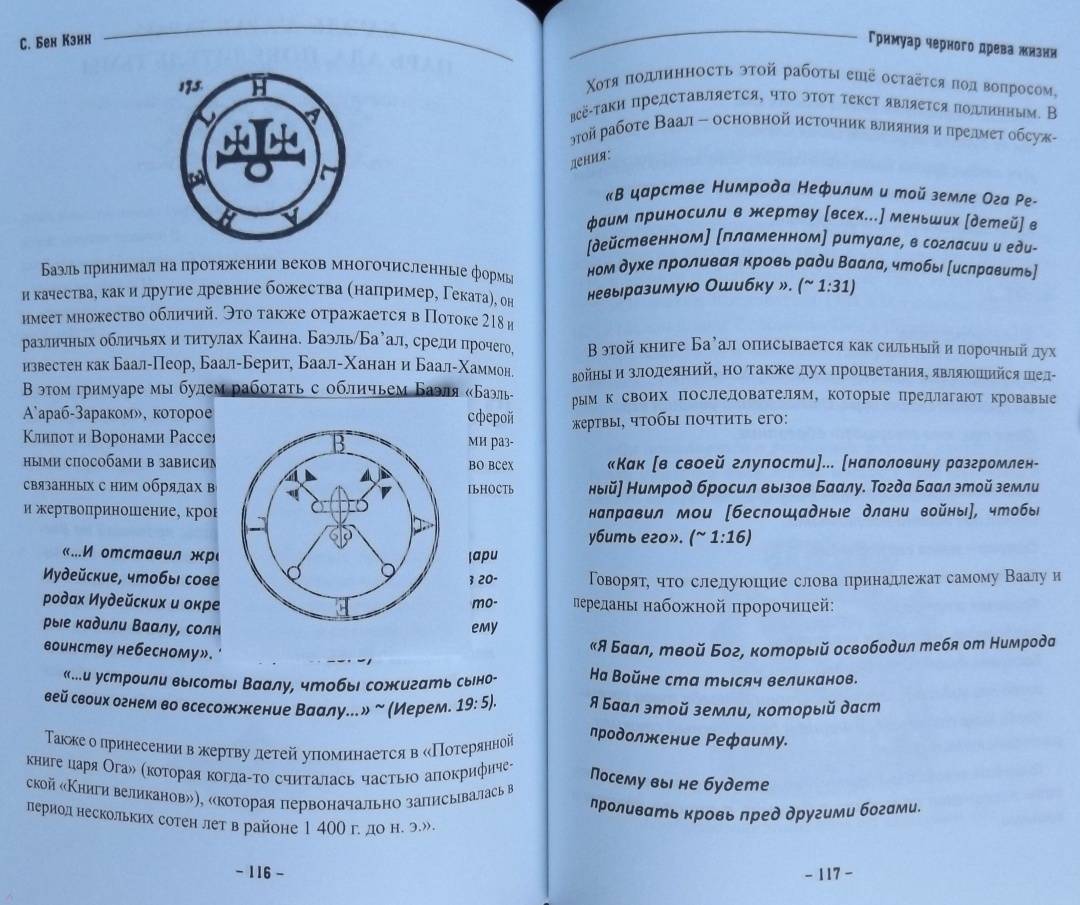 С. Бен Кэин
195.
H A L A H E L
Баэль принимал на протяжении веков многочисленные формы
и качества, как и другие древние божества (например, Геката), он
имеет множество обличий. Это также отражается в Потоке 218 и
различных обличьях и титулах Каина. Баэль/Ба’ал, среди прочего,
известен как Баал-Пеор, Баал-Берит, Баал-Ханан и Баал-Хаммон.
В этом гримуаре мы будем работать с обличьем Баэля «Баэль-
А’араб-Зараком», которое сферой
Клипот и Воронами ми раз-
ными способами в во всех
связанных с ним обрядах льность
и жертвоприношение,
«...И отставил цари
Иудейские, чтобы го-
родах Иудейских и
рые кадили Ваалу, ему
воинству небесному».
B A E L
«...и устроили высоты Ваалу, чтобы сожигать сыно-
вей своих огнем во всесожжение Ваалу...» ~ (Иерем. 19: 5).
Также о принесении в жертву детей упоминается в «Потерянной
книге царя Ога» (которая когда-то считалась частью апокрифиче-
ской «Книги великанов»), «которая первоначально записывалась в
период нескольких сотен лет в районе 1 400 г. до н. э.».
– 116 –
Гримуар черного древа жизни
Хотя подлинность этой работы ещё остаётся под вопросом,
всё-таки представляется, что этот текст является подлинным. В
этой работе Ваал – основной источник влияния и предмет обсуж-
дения:
«В царстве Нимрода Нефилим и той земле Ога Ре-
фаим приносили в жертву [всех...] меньших [детей] в
[действенном] [пламенном] ритуале, в согласии и еди-
ном духе проливая кровь ради Ваала, чтобы [исправить]
невыразимую Ошибку ». (~ 1:31)
В этой книге Ба’ал описывается как сильный и порочный дух
войны и злодеяний, но также дух процветания, являющийся щед-
рым к своих последователям, которые предлагают кровавые
жертвы, чтобы почтить его:
«Как [в своей глупости]... [наполовину разгромлен-
ный] Нимрод бросил вызов Баалу. Тогда Баал этой земли
направил мои [беспощадные длани войны], чтобы
убить его». (~ 1:16)
Говорят, что следующие слова принадлежат самому Ваалу и
переданы набожной пророчицей:
«Я Баал, твой Бог, который освободил тебя от Нимрода
На Войне ста тысяч великанов.
Я Баал этой земли, который даст
продолжение Рефаиму.
Посему вы не будете
проливать кровь пред другими богами.
– 117 –